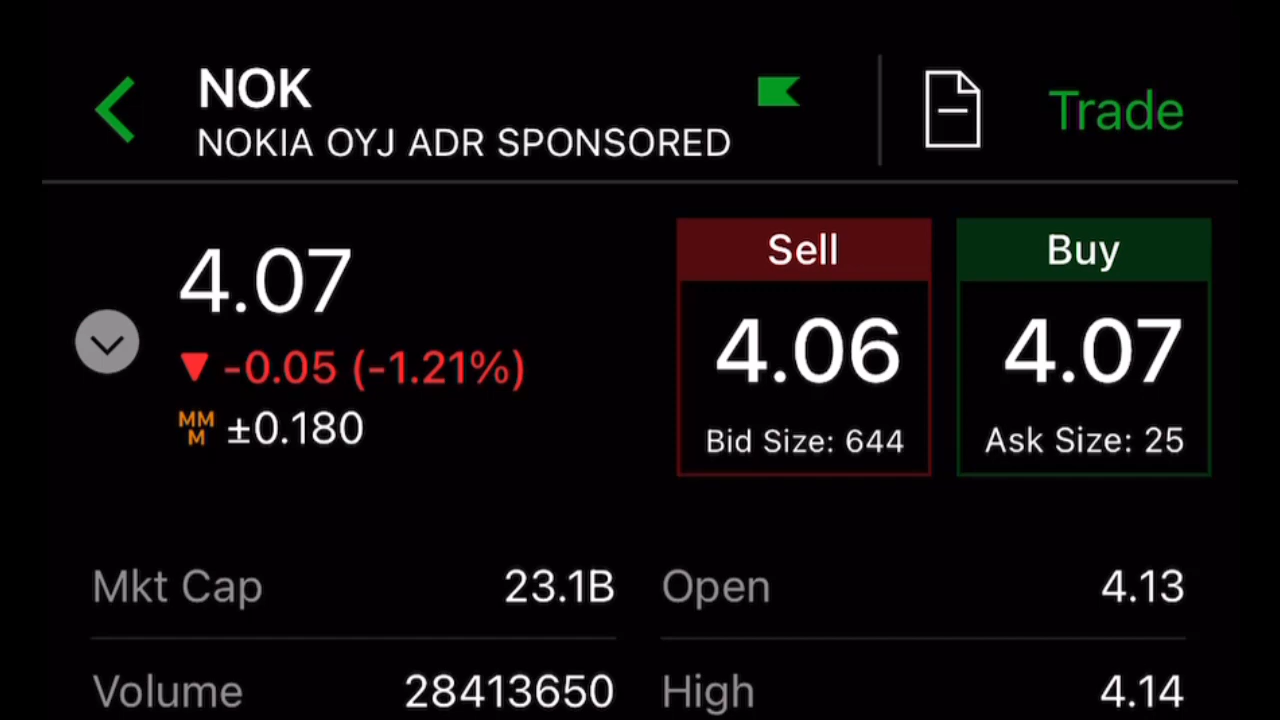 NOK
NOKIA OYJ ADR SPONSORED
Trade
4.07
-0.05 (-1.21%)
MM
M
±0.180
Sell
4.06
Bid Size: 644
Buy
4.07
Ask Size: 25
Mkt Cap 23.1B
Open 4.13
Volume 28413650
High 4.14